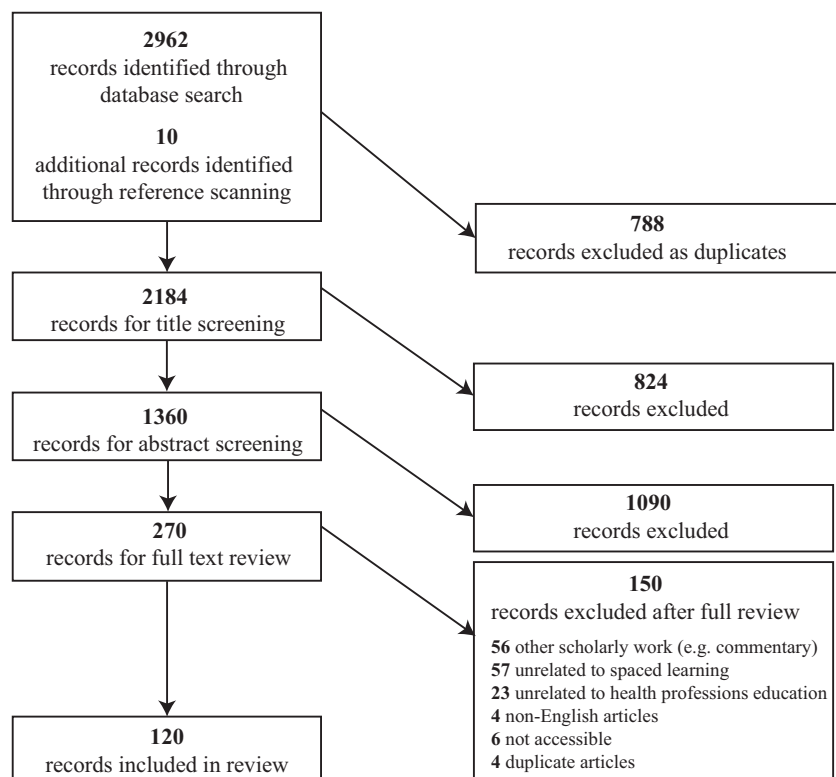 2962
records identified through
database search
10
additional records identified
through reference scanning
788
records excluded as duplicates
2184
records for title screening
824
records excluded
1360
records for abstract screening
1090
records excluded
270
records for full text review
150
records excluded after full review
56 other scholarly work (e.g. commentary)
57 unrelated to spaced learning
23 unrelated to health professions education
4 non-English articles
6 not accessible
4 duplicate articles
120
records included in review